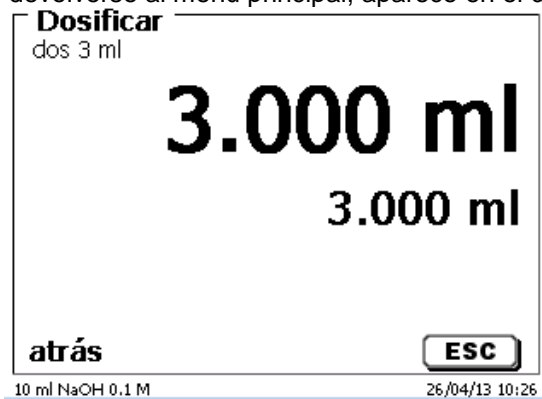 devolverse al menú principal, aparece en el
Dosificar
dos 3 ml
3.000 ml
3.000 ml
atrás ESC
10 ml NaOH 0.1 M 26/04/13 10:26